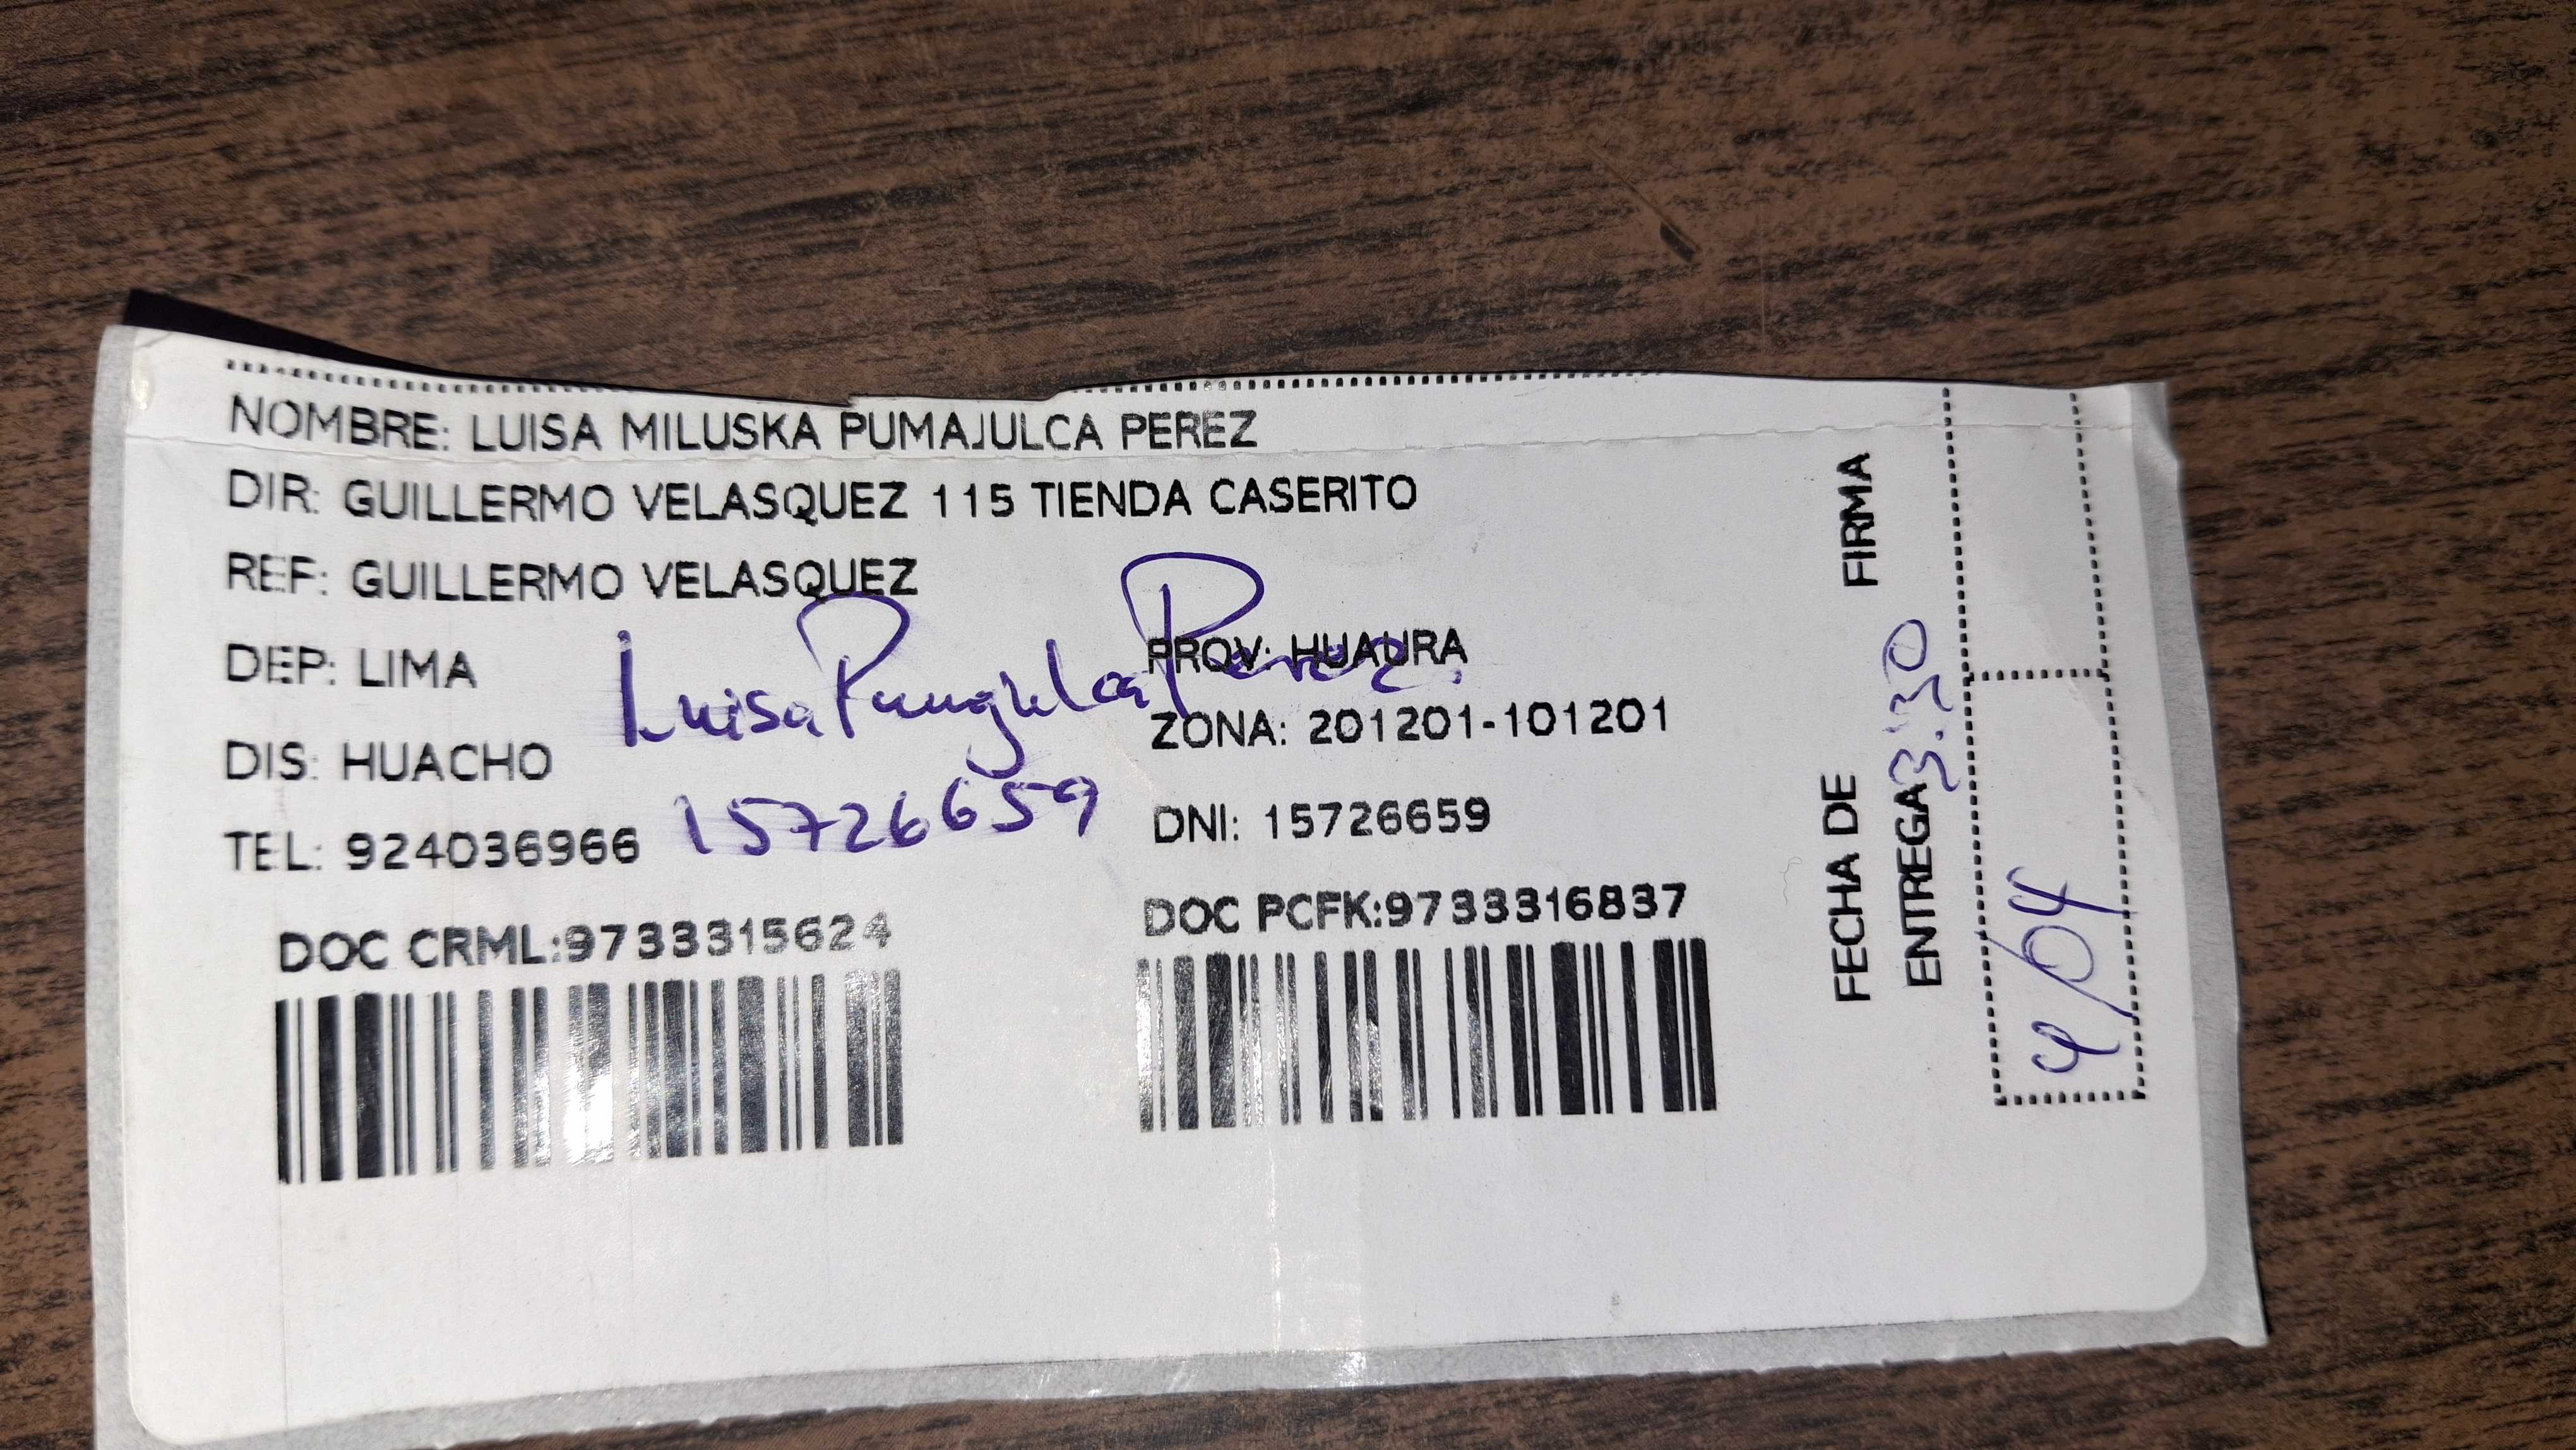 NOMBRE: LUISA MILUSKA PUMAJULCA PEREZ
DIR: GUILLERMO VELASQUEZ 115 TIENDA CASERITO
REF: GUILLERMO VELASQUEZ
DEP: LIMA
PROV: HUAURA
Luisa Pumajulca Perez.
DIS: HUACHO
ZONA: 201201-101201
TEL: 924036966
15726659
DNI: 15726659
DOC CRML:9733315624
DOC PCFK:9733316837
FIRMA
FECHA DE
ENTREGA 3:30
4/04